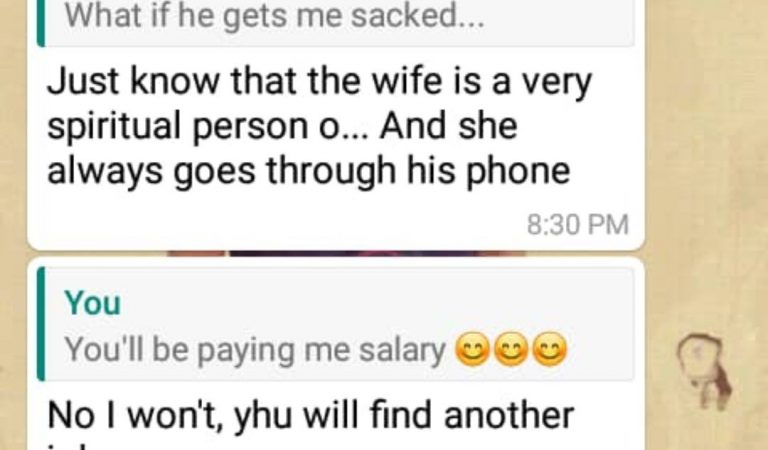 What if he gets me sacked...
Just know that the wife is a very
spiritual person o... And she
always goes through his phone
8:30 PM
You
You'll be paying me salary 😊😊😊
No I won't, yhu will find another